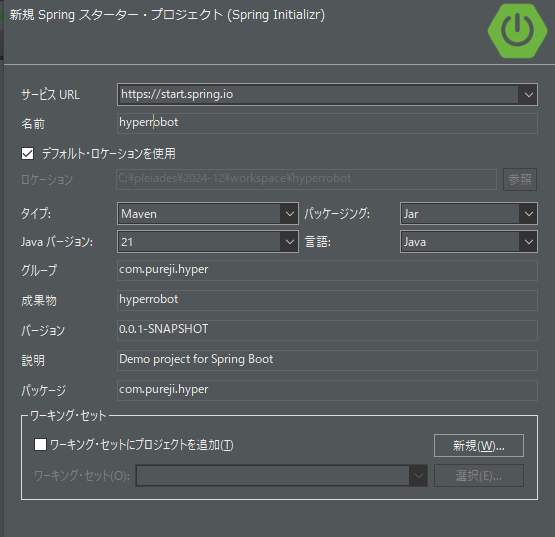 新規 Spring スターター・プロジェクト (Spring Initializr)
サービス URL https://start.spring.io
名前 hyperrobot
デフォルト・ロケーションを使用
ロケーション C:¥pleiades¥2024-12¥workspace¥hyperrobot 参照
タイプ: Maven パッケージング: Jar
Java バージョン: 21 言語: Java
グループ com.pureji.hyper
成果物 hyperrobot
バージョン 0.0.1-SNAPSHOT
説明 Demo project for Spring Boot
パッケージ com.pureji.hyper
ワーキング・セット
ワーキング・セットにプロジェクトを追加(T) 新規(W)...
ワーキング・セット(O): 選択(E)...